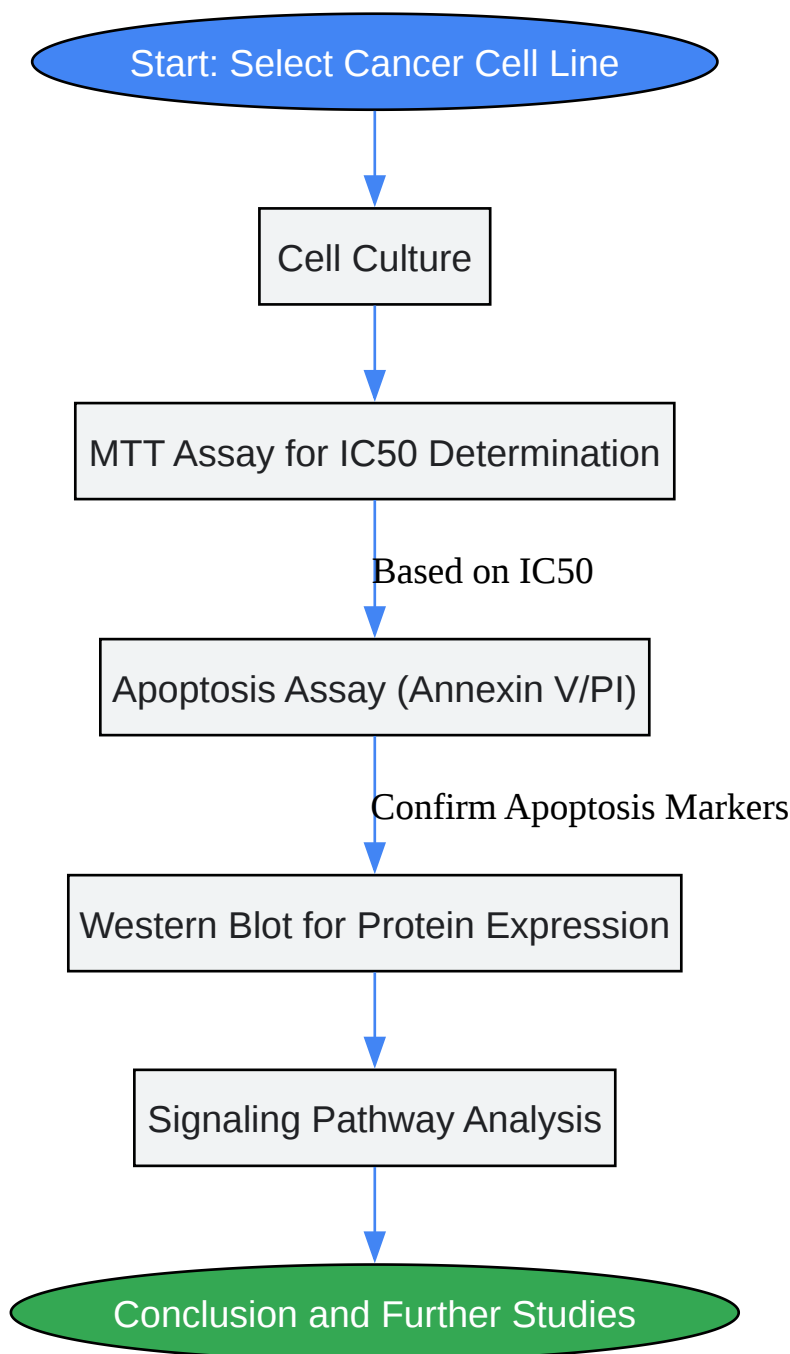 Start: Select Cancer Cell Line
Cell Culture
MTT Assay for IC50 Determination
Based on IC50
Apoptosis Assay (Annexin V/PI)
Confirm Apoptosis Markers
Western Blot for Protein Expression
Signaling Pathway Analysis
Conclusion and Further Studies